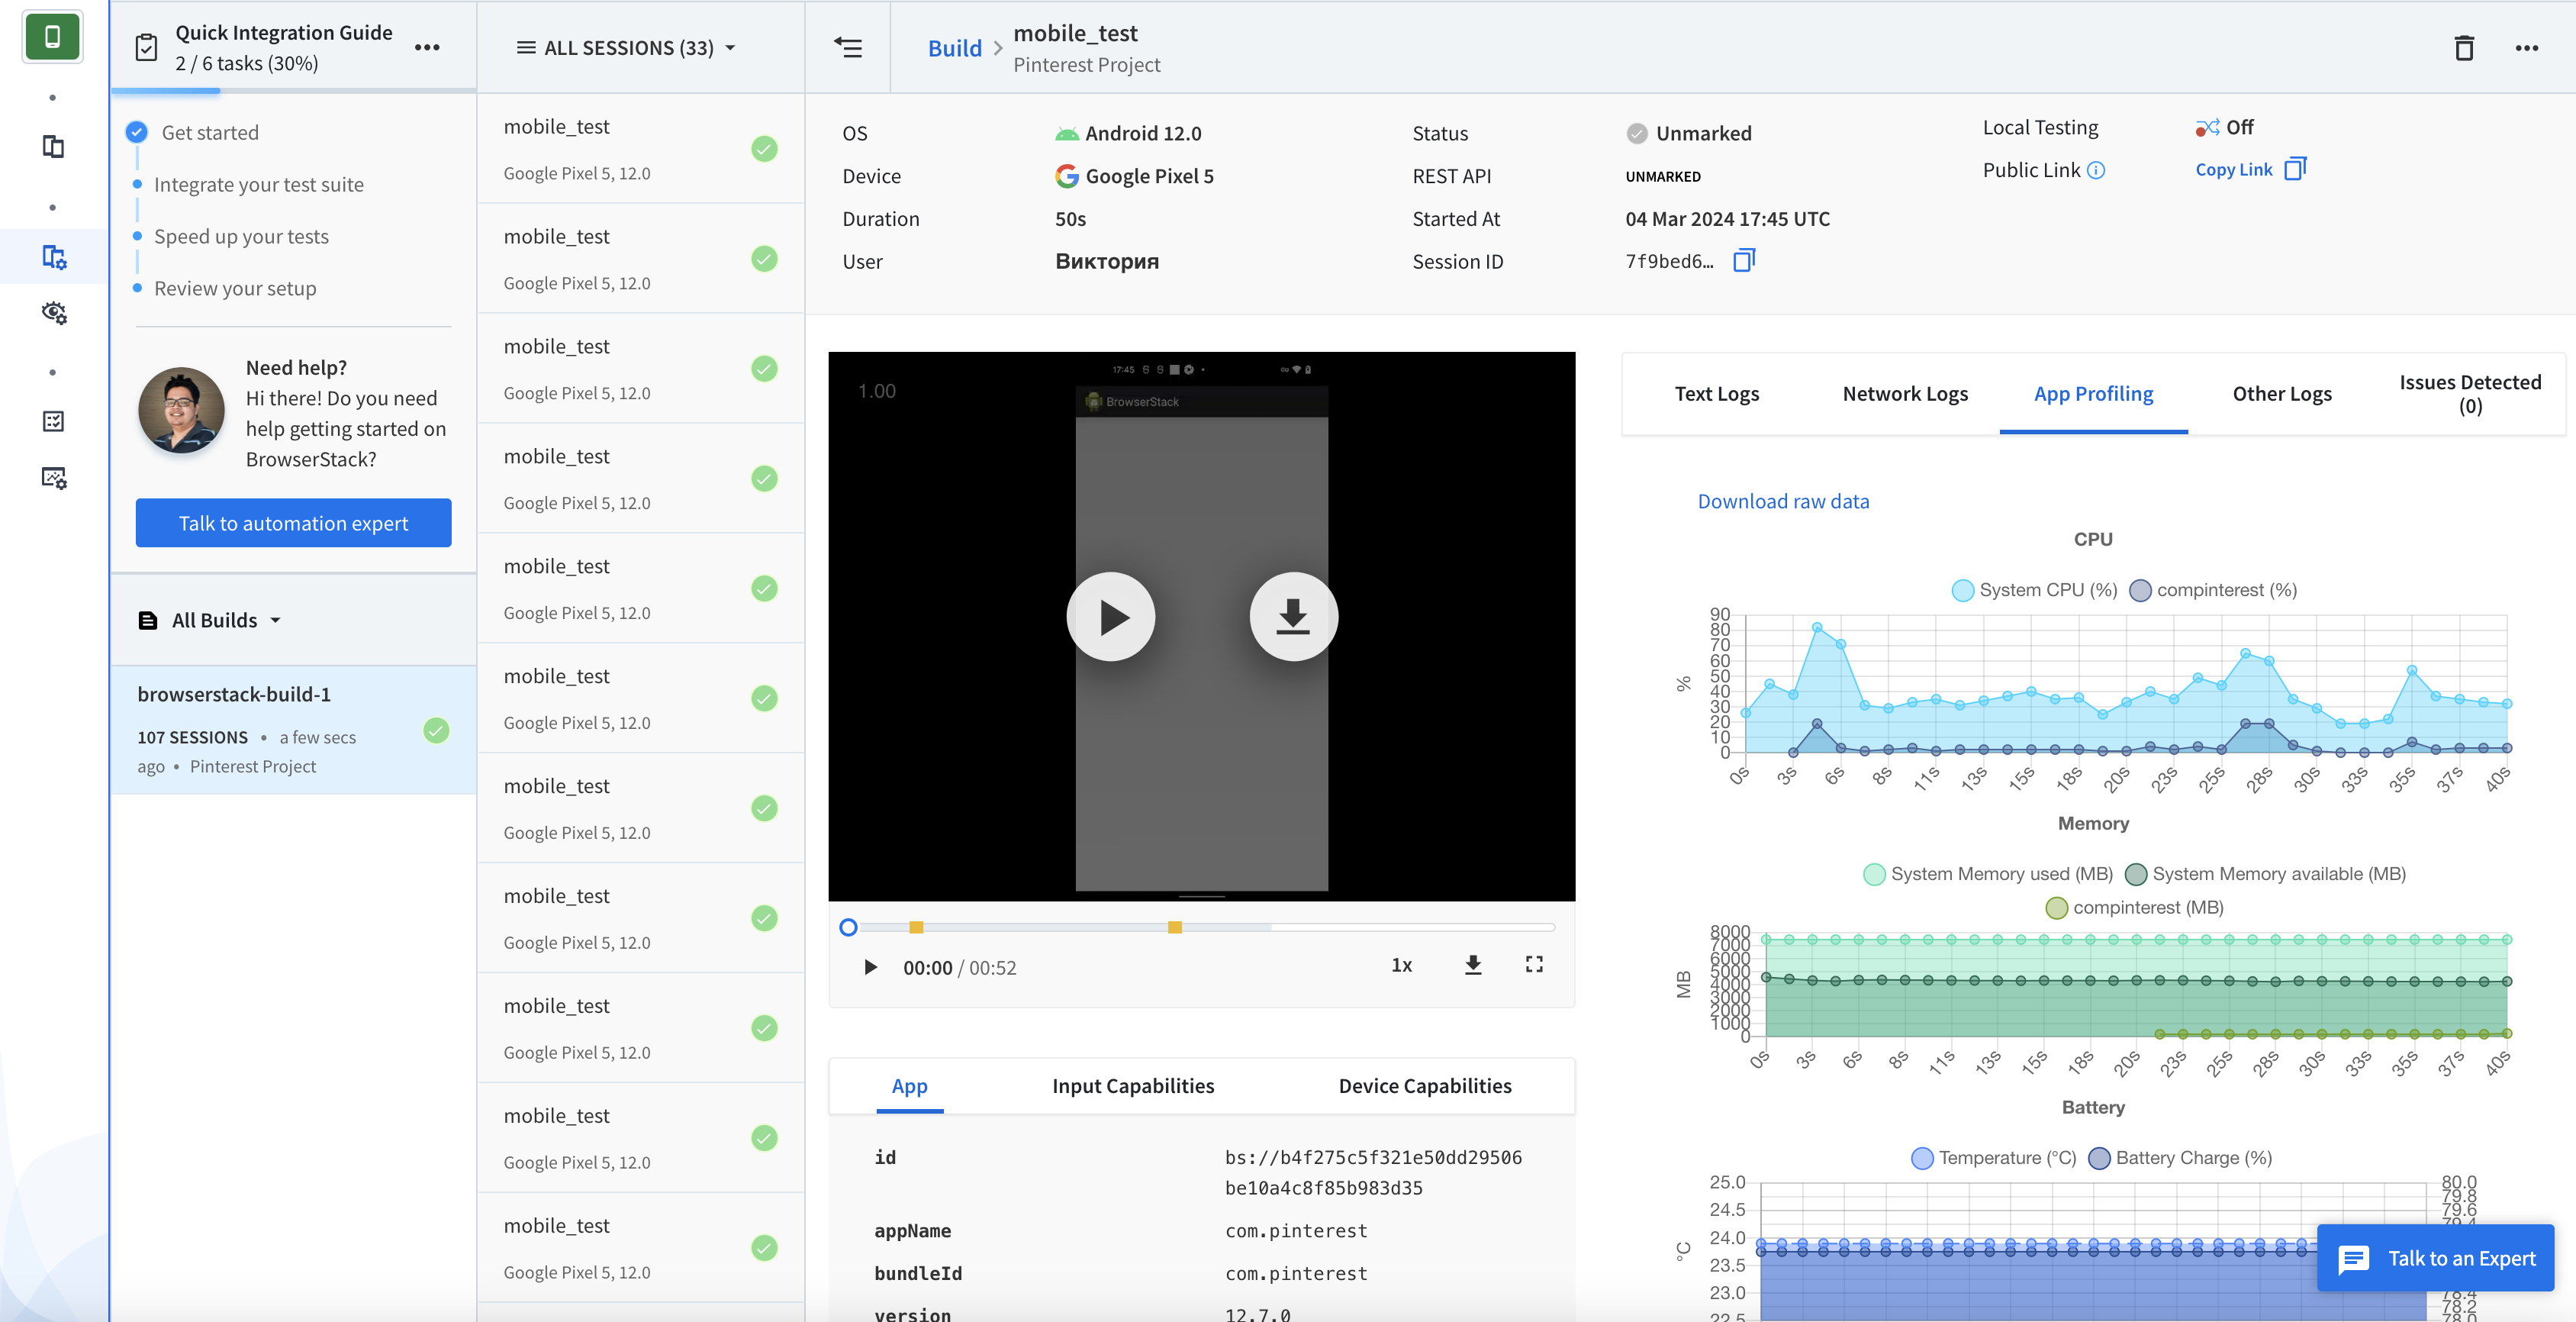 Quick Integration Guide
2 / 6 tasks (30%)
Get started
Integrate your test suite
Speed up your tests
Review your setup
Need help?
Hi there! Do you need
help getting started on
BrowserStack?
Talk to automation expert
All Builds
browserstack-build-1
107 SESSIONS • a few secs
ago • Pinterest Project
ALL SESSIONS (33)
mobile_test
Google Pixel 5, 12.0
mobile_test
Google Pixel 5, 12.0
mobile_test
Google Pixel 5, 12.0
mobile_test
Google Pixel 5, 12.0
mobile_test
Google Pixel 5, 12.0
mobile_test
Google Pixel 5, 12.0
mobile_test
Google Pixel 5, 12.0
mobile_test
Google Pixel 5, 12.0
mobile_test
Google Pixel 5, 12.0
mobile_test
Google Pixel 5, 12.0
mobile_test
Google Pixel 5, 12.0
Build > mobile_test
Pinterest Project
OS Android 12.0
Device Google Pixel 5
Duration 50s
User Виктория
Status Unmarked
REST API UNMARKED
Started At 04 Mar 2024 17:45 UTC
Session ID 7f9bed6…
Local Testing Off
Public Link Copy Link
1.00
17:45
BrowserStack
00:00 / 00:52
1x
App Input Capabilities Device Capabilities
id bs://b4f275c5f321e50dd29506
be10a4c8f85b983d35
appName com.pinterest
bundleId com.pinterest
version 12.7.0
Text Logs Network Logs App Profiling Other Logs Issues Detected
(0)
Download raw data
CPU
System CPU (%) compinterest (%)
90
80
70
60
50
40
30
20
10
0
%
0s 3s 6s 8s 11s 13s 15s 18s 20s 23s 25s 28s 30s 33s 35s 37s 40s
Memory
System Memory used (MB) System Memory available (MB)
compinterest (MB)
8000
7000
6000
5000
4000
3000
2000
1000
0
MB
0s 3s 6s 8s 11s 13s 15s 18s 20s 23s 25s 28s 30s 33s 35s 37s 40s
Battery
Temperature (°C) Battery Charge (%)
25.0 80.0
79.8
24.5 79.6
79.4
24.0
°C
23.5
23.0 78.4
78.2
22.5 78.0
Talk to an Expert